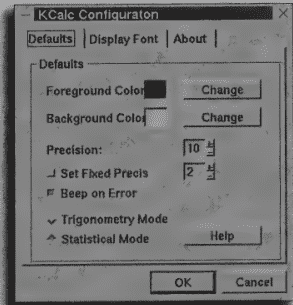 KCalc Configuraton
Defaults Display Font About
Defaults
Foreground Color Change
Background Color Change
Precision: 10
Set Fixed Precis 2
Beep on Error
Trigonometry Mode
Statistical Mode Help
OK Cancel